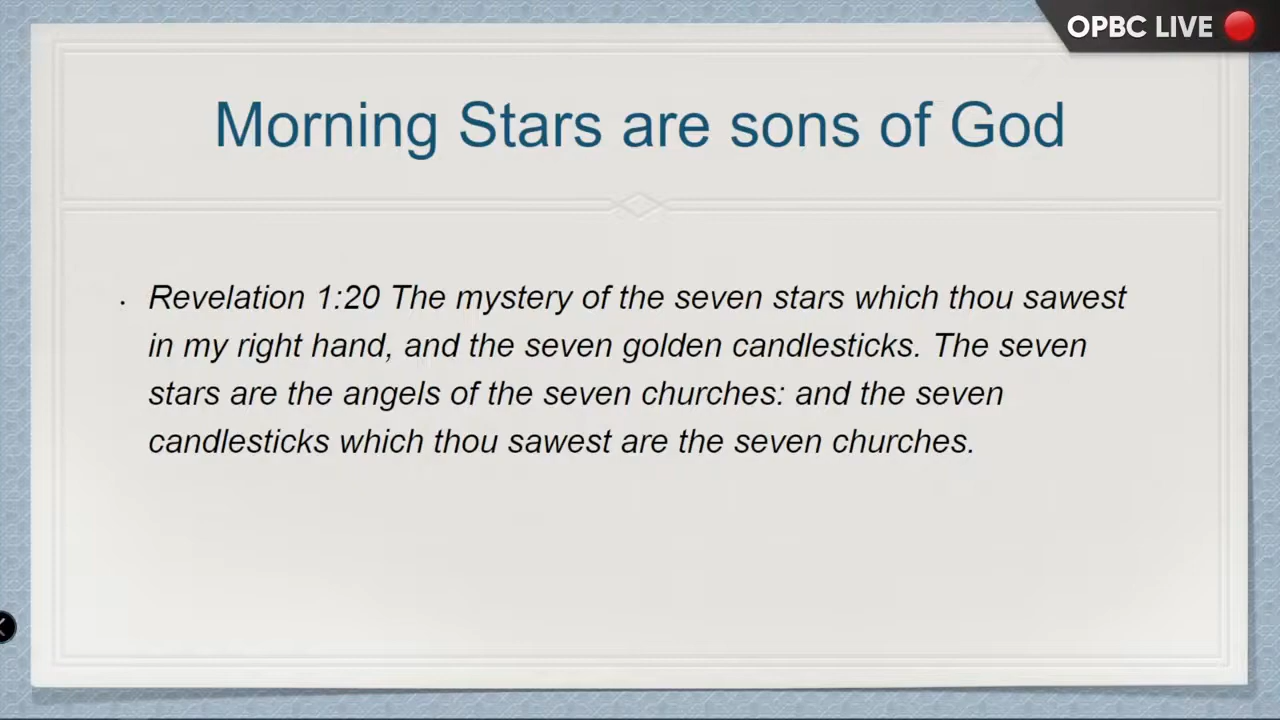 OPBC LIVE
Morning Stars are sons of God
• Revelation 1:20 The mystery of the seven stars which thou sawest
in my right hand, and the seven golden candlesticks. The seven
stars are the angels of the seven churches: and the seven
candlesticks which thou sawest are the seven churches.